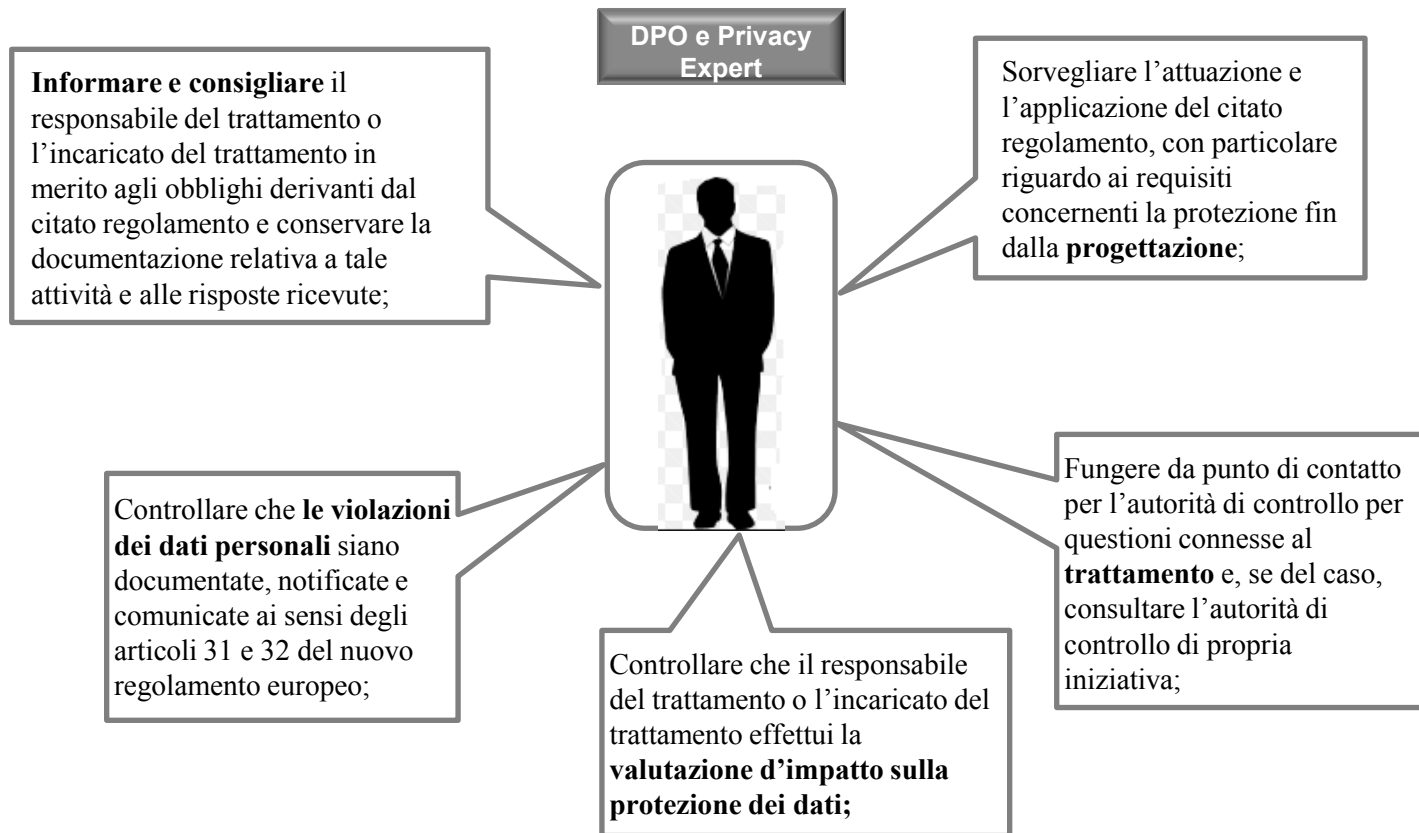 DPO e Privacy
Expert
Informare e consigliare il
responsabile del trattamento o
l’incaricato del trattamento in
merito agli obblighi derivanti dal
citato regolamento e conservare la
documentazione relativa a tale
attività e alle risposte ricevute;
Sorvegliare l’attuazione e
l’applicazione del citato
regolamento, con particolare
riguardo ai requisiti
concernenti la protezione fin
dalla progettazione;
Controllare che le violazioni
dei dati personali siano
documentate, notificate e
comunicate ai sensi degli
articoli 31 e 32 del nuovo
regolamento europeo;
Controllare che il responsabile
del trattamento o l’incaricato del
trattamento effettui la
valutazione d’impatto sulla
protezione dei dati;
Fungere da punto di contatto
per l’autorità di controllo per
questioni connesse al
trattamento e, se del caso,
consultare l’autorità di
controllo di propria
iniziativa;